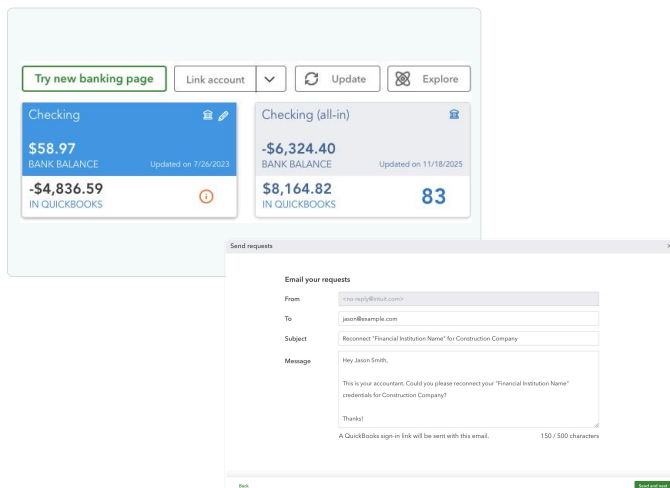 Try new banking page
Link account
Update
Explore
Checking
$58.97
BANK BALANCE
Updated on 7/26/2023
-$4,836.59
IN QUICKBOOKS
Checking (all-in)
-$6,324.40
BANK BALANCE
Updated on 11/18/2025
$8,164.82
IN QUICKBOOKS
83
Send requests
Email your requests
From <no-reply@intuit.com>
To jason@example.com
Subject Reconnect "Financial Institution Name" for Construction Company
Message Hey Jason Smith,
This is your accountant. Could you please reconnect your "Financial Institution Name"
credentials for Construction Company?
Thanks!
A QuickBooks sign-in link will be sent with this email. 150 / 500 characters
Back
Send and next